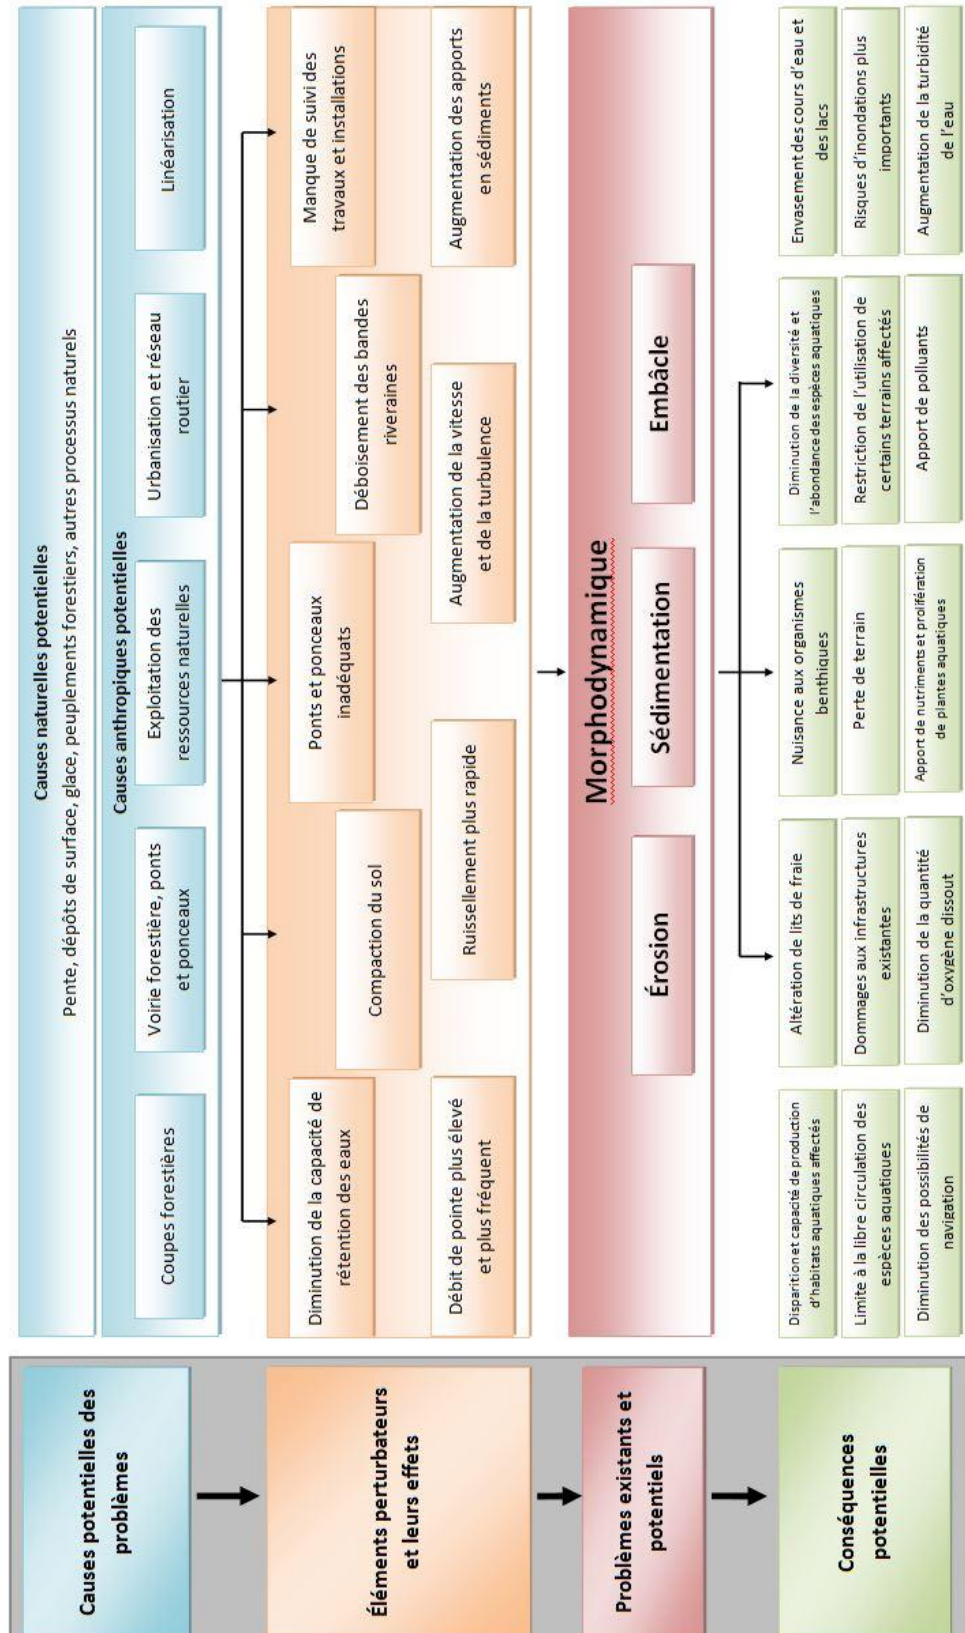 Causes potentielles des
problèmes
Causes naturelles potentielles
Pente, dépôts de surface, glace, peuplements forestiers, autres processus naturels
Causes anthropiques potentielles
Coupes forestières
Voirie forestière, ponts
et ponceaux
Exploitation des
ressources naturelles
Urbanisation et réseau
routier
Linéarisation
Éléments perturbateurs
et leurs effets
Diminution de la capacité de
rétention des eaux
Compaction du sol
Ponts et ponceaux
inadéquats
Déboisement des bandes
riveraines
Manque de suivi des
travaux et installations
Débit de pointe plus élevé
et plus fréquent
Ruissellement plus rapide
Augmentation de la vitesse
et de la turbulence
Augmentation des apports
en sédiments
Problèmes existants et
potentiels
Morphodynamique
Érosion
Sédimentation
Embâcle
Conséquences
potentielles
Disparition et capacité de production
d'habitats aquatiques affectés
Altération de lits de fraie
Nuisance aux organismes
benthiques
Diminution de la diversité et
l'abondance des espèces aquatiques
Envasement des cours d'eau et
des lacs
Limite à la libre circulation des
espèces aquatiques
Dommages aux infrastructures
existantes
Perte de terrain
Restriction de l'utilisation de
certains terrains affectés
Risques d'inondations plus
importants
Diminution des possibilités de
navigation
Diminution de la quantité
d'oxygène dissout
Apport de nutriments et prolifération
de plantes aquatiques
Apport de polluants
Augmentation de la turbidité
de l'eau